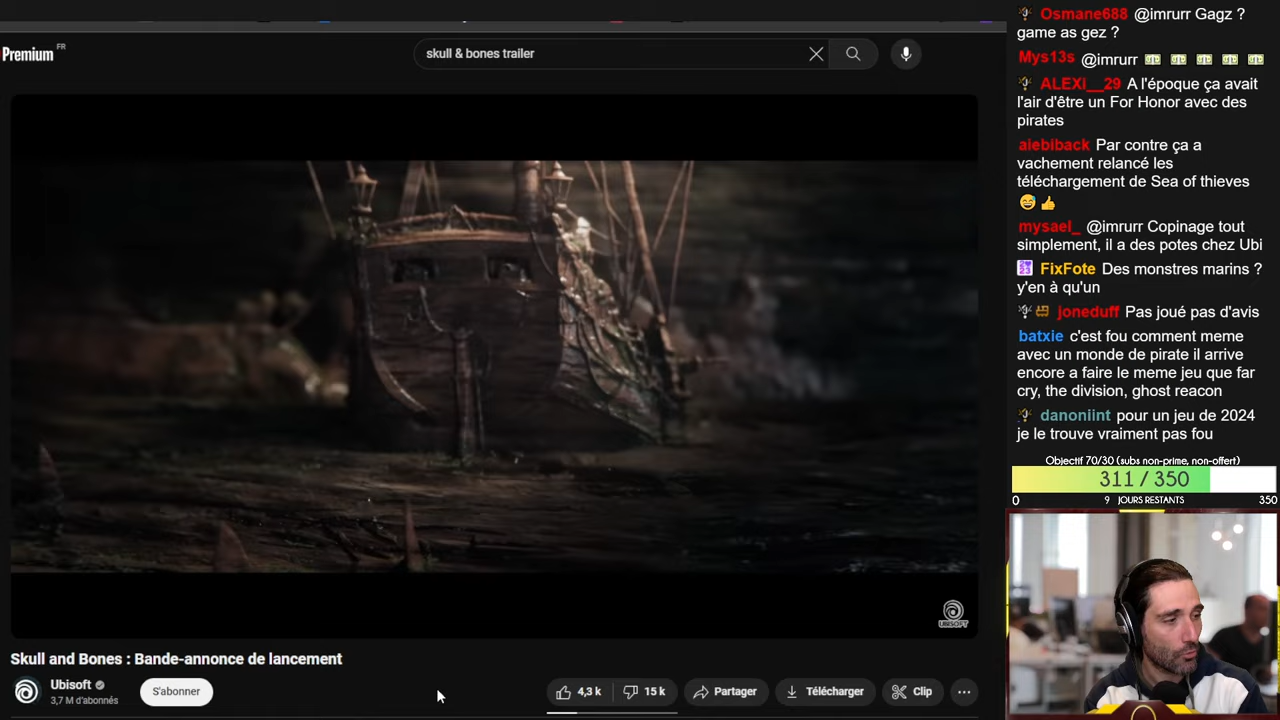 Premium FR
skull & bones trailer
UBISOFT
Skull and Bones : Bande-annonce de lancement
Ubisoft
3,7 M d'abonnés
S'abonner
4,3 k
15 k
Partager
Télécharger
Clip
Osmane688 @imrurr Gagz ?
game as gez ?
Mys13s @imrurr
ALEXi__29 A l'époque ça avait
l'air d'être un For Honor avec des
pirates
aiebiback Par contre ça a
vachement relancé les
téléchargement de Sea of thieves
mysael_ @imrurr Copinage tout
simplement, il a des potes chez Ubi
FixFote Des monstres marins ?
y'en à qu'un
joneduff Pas joué pas d'avis
batxie c'est fou comment meme
avec un monde de pirate il arrive
encore a faire le meme jeu que far
cry, the division, ghost reacon
danoniint pour un jeu de 2024
je le trouve vraiment pas fou
Objectif 70/30 (subs non-prime, non-offert)
311 / 350
0 9 JOURS RESTANTS 350